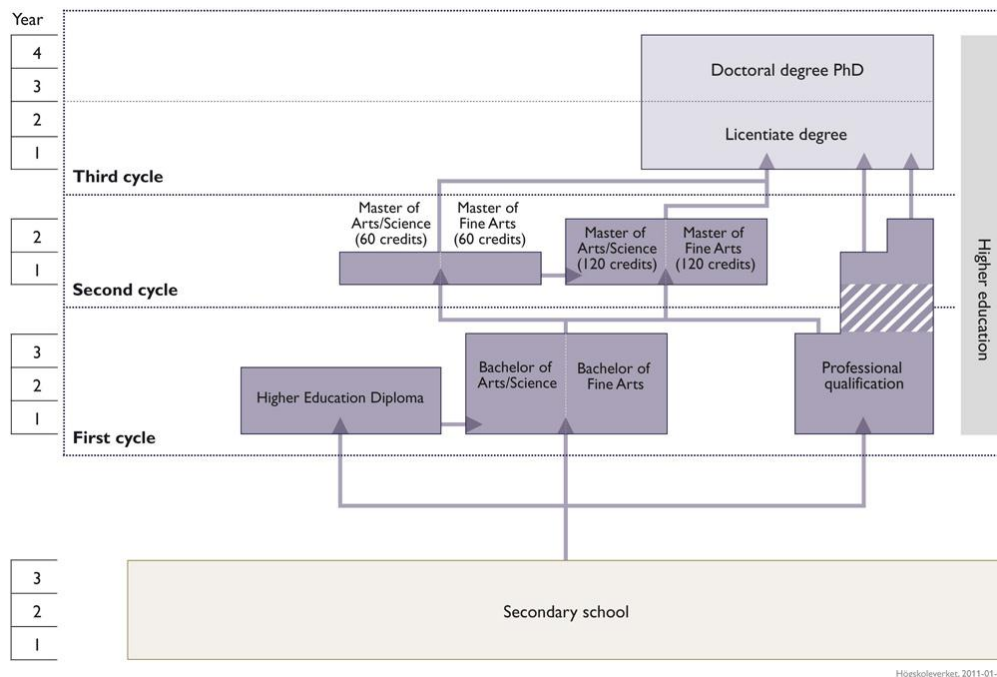 Year
4
3
2
1
Doctoral degree PhD
Licentiate degree
Third cycle
2
1
Master of
Arts/Science
(60 credits)
Master of
Fine Arts
(60 credits)
Master of
Arts/Science
(120 credits)
Master of
Fine Arts
(120 credits)
Second cycle
Higher education
3
2
1
Higher Education Diploma
Bachelor of
Arts/Science
Bachelor of
Fine Arts
Professional
qualification
First cycle
3
2
1
Secondary school
Högskoleverket, 2011-01-